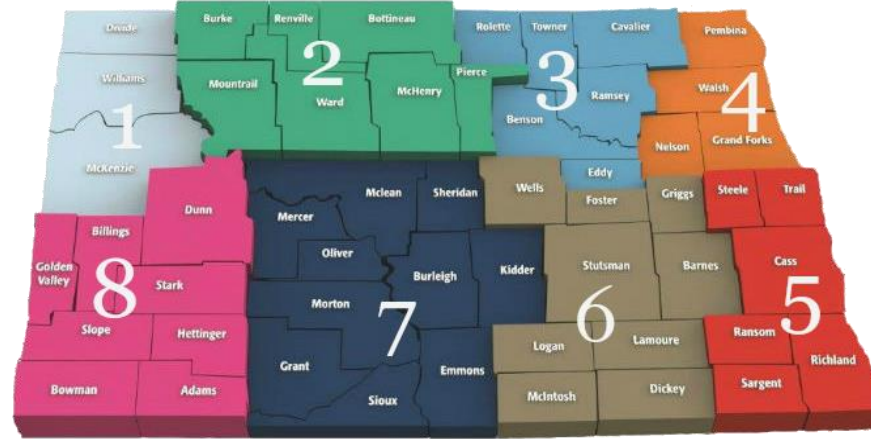 Divide
Williams
McKenzie
1
Burke
Renville
Bottineau
Mountrail
Ward
McHenry
Pierce
2
Rolette
Towner
Cavalier
Benson
Ramsey
Eddy
3
Pembina
Walsh
Nelson
Grand Forks
4
Steele
Trail
Cass
Ransom
Richland
Sargent
5
Wells
Foster
Griggs
Stutsman
Barnes
Logan
Lamoure
McIntosh
Dickey
6
Mclean
Sheridan
Mercer
Oliver
Burleigh
Kidder
Morton
Grant
Emmons
Sioux
7
Dunn
Billings
Golden
Valley
Stark
Slope
Hettinger
Bowman
Adams
8